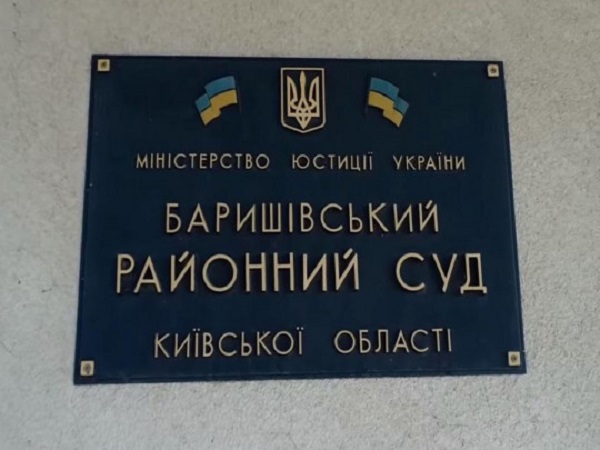 МІНІСТЕРСТВО ЮСТИЦІЇ УКРАЇНИ
БАРИШІВСЬКИЙ
РАЙОННИЙ СУД
КИЇВСЬКОЇ ОБЛАСТІ